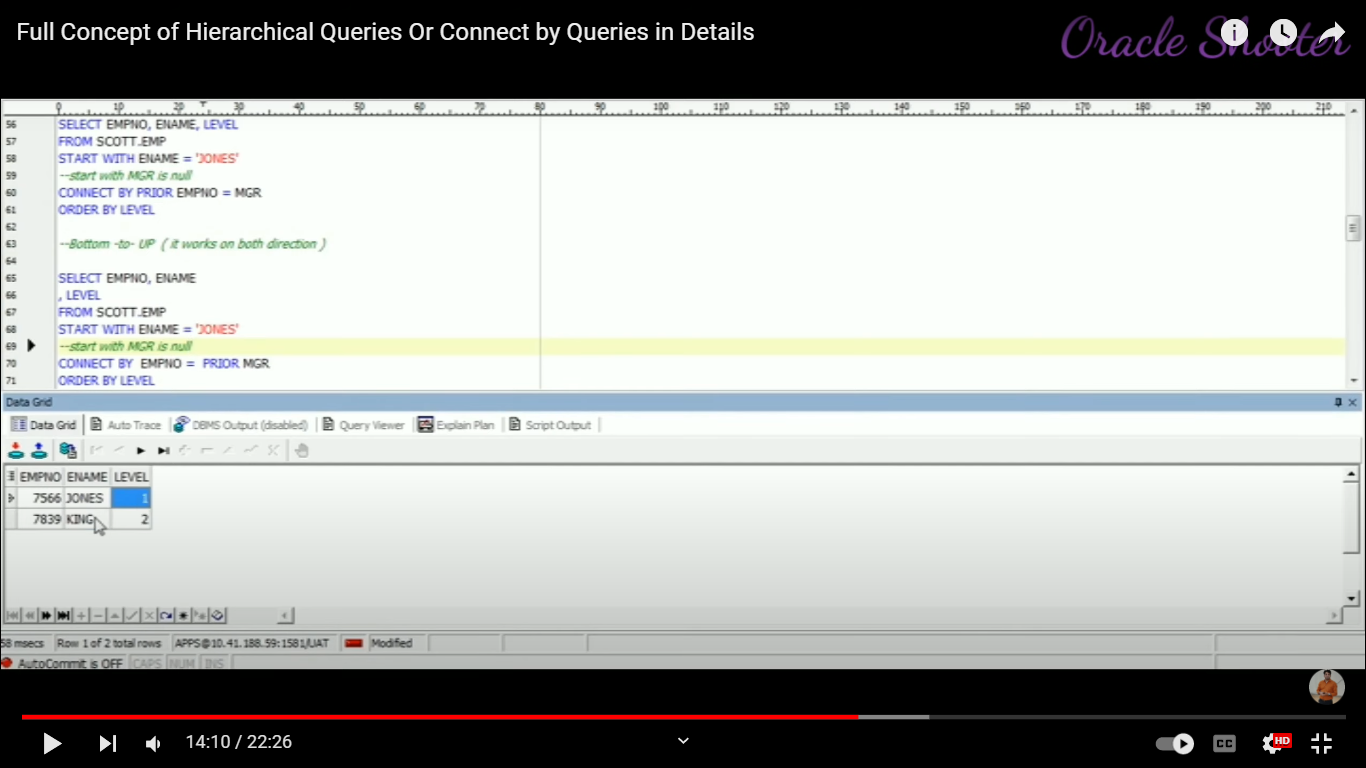 Full Concept of Hierarchical Queries Or Connect by Queries in Details
Oracle Shooter
0 10 20 30 40 50 60 70 80 90 100 110 120 130 140 150 160 170 180 190 200 210
56 SELECT EMPNO, ENAME, LEVEL
57 FROM SCOTT.EMP
58 START WITH ENAME = 'JONES'
59 --start with MGR is null
60 CONNECT BY PRIOR EMPNO = MGR
61 ORDER BY LEVEL
62
63 --Bottom -to- UP ( it works on both direction )
64
65 SELECT EMPNO, ENAME
66 , LEVEL
67 FROM SCOTT.EMP
68 START WITH ENAME = 'JONES'
69 --start with MGR is null
70 CONNECT BY EMPNO = PRIOR MGR
71 ORDER BY LEVEL
Data Grid
Data Grid Auto Trace DBMS Output (disabled) Query Viewer Explain Plan Script Output
EMPNO ENAME LEVEL
7566 JONES 1
7839 KING 2
58 msecs Row 1 of 2 total rows APPS@10.41.188.59:1581/UAT Modified
AutoCommit is OFF CAPS NUM INS
14:10 / 22:26
CC
HD